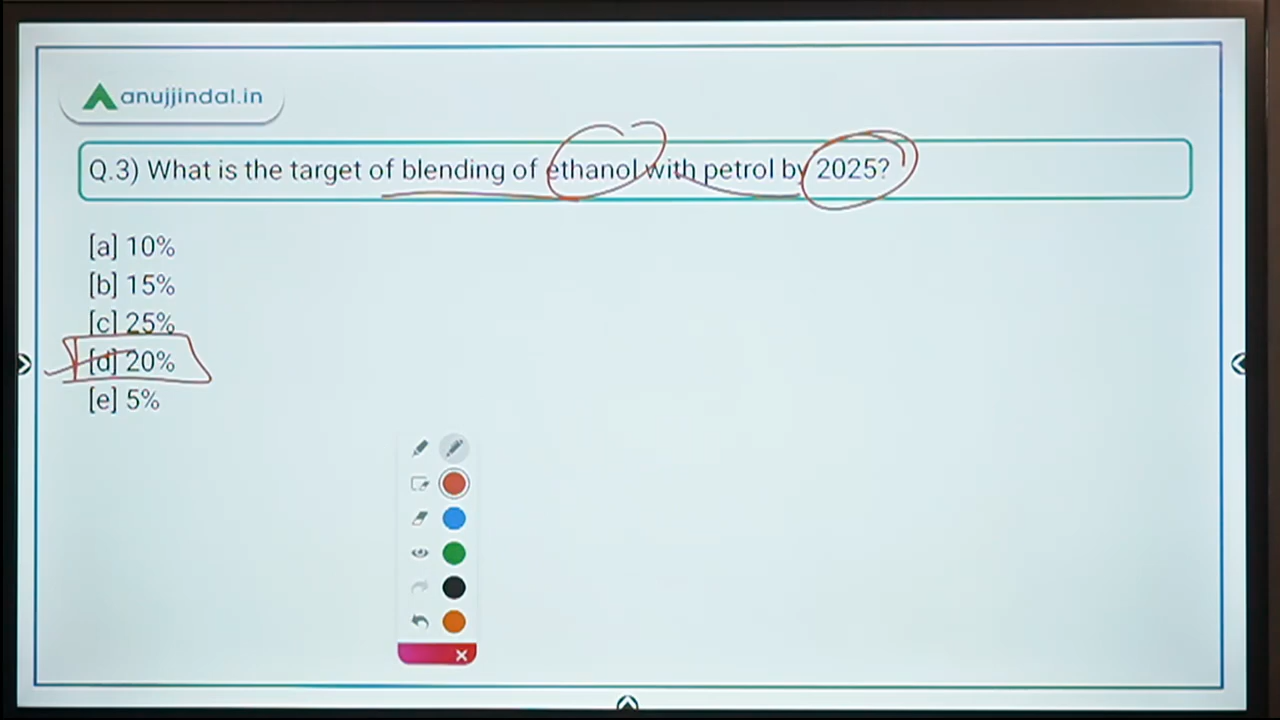 anujjindal.in
Q.3) What is the target of blending of ethanol with petrol by 2025?
[a] 10%
[b] 15%
[c] 25%
[d] 20%
[e] 5%